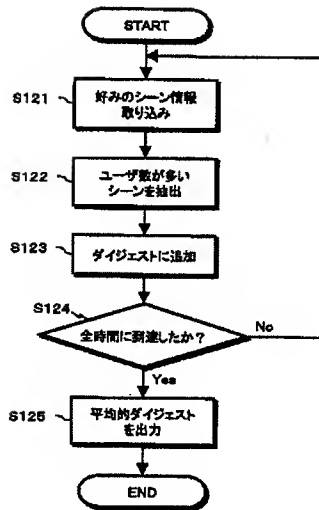 START
S121
好みのシーン情報
取り込み
S122
ユーザ数が多い
シーンを抽出
S123
ダイジェストに追加
S124
全時間に到達したか？
No
Yes
S125
平均的ダイジェスト
を出力
END